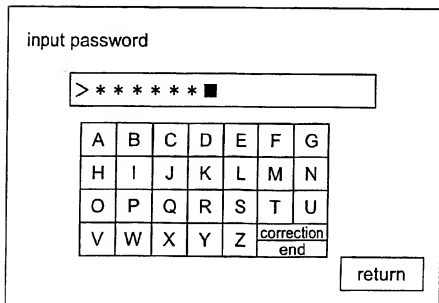 input password
>******■
A B C D E F G
H I J K L M N
O P Q R S T U
V W X Y Z correction
end
return